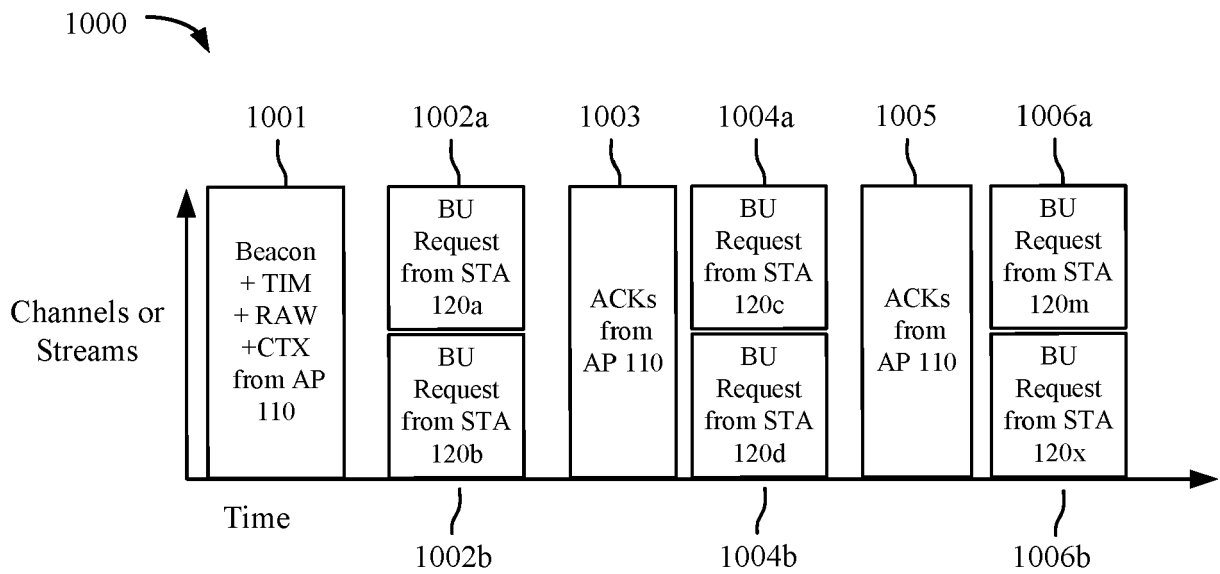 1000
1001
1002a
1003
1004a
1005
1006a
Channels or
Streams
Beacon
+ TIM
+ RAW
+CTX
from AP
110
BU
Request
from STA
120a
BU
Request
from STA
120b
ACKs
from
AP 110
BU
Request
from STA
120c
BU
Request
from STA
120d
ACKs
from
AP 110
BU
Request
from STA
120m
BU
Request
from STA
120x
Time
1002b
1004b
1006b